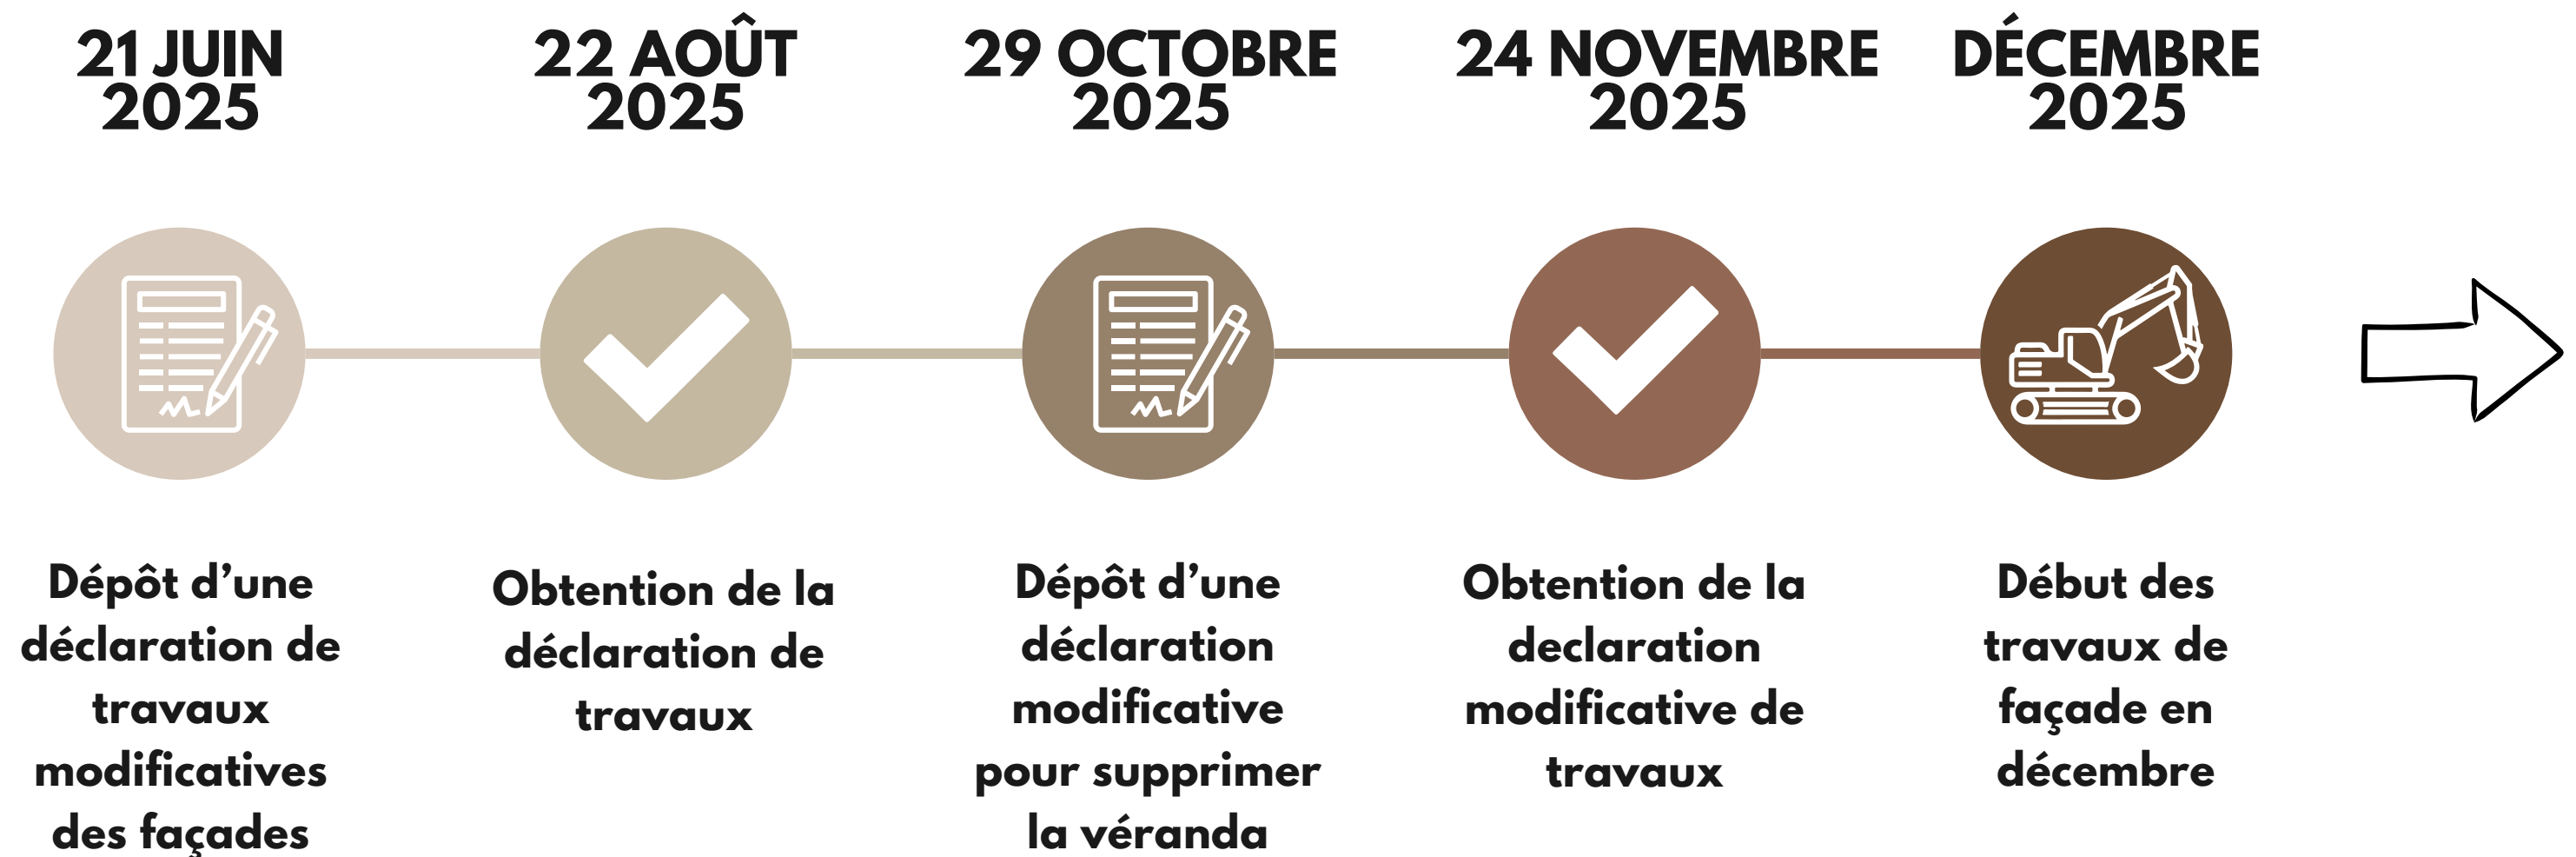 21 JUIN
2025
22 AOÛT
2025
29 OCTOBRE
2025
24 NOVEMBRE
2025
DÉCEMBRE
2025
Dépôt d’une
déclaration de
travaux
modificatives
des façades
Obtention de la
déclaration de
travaux
Dépôt d’une
déclaration
modificative
pour supprimer
la véranda
Obtention de la
declaration
modificative de
travaux
Début des
travaux de
façade en
décembre